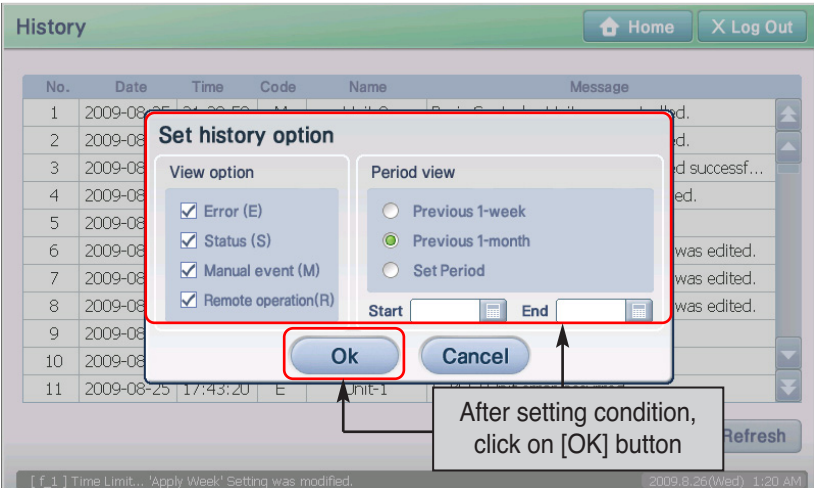 History
Home
X Log Out
No. Date Time Code Name Message
1 2009-08-25
2 2009-08
3 2009-08 successf...
4 2009-08 ed.
5 2009-08
6 2009-08 was edited.
7 2009-08 was edited.
8 2009-08 was edited.
9 2009-08
10 2009-08
11 2009-08-25 17:43:20 E Unit-1
Set history option
View option
Error (E)
Status (S)
Manual event (M)
Remote operation(R)
Period view
Previous 1-week
Previous 1-month
Set Period
Start End
Ok
Cancel
After setting condition,
click on [OK] button
Refresh
[ f_1 ] Time Limit... 'Apply Week' Setting was modified.
2009.8.26(Wed) 1:20 AM